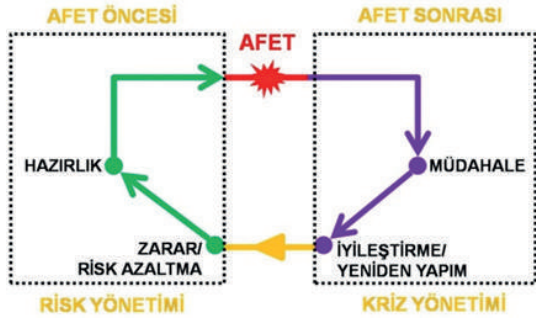 AFET ÖNCESİ
AFET SONRASI
AFET
HAZIRLIK
MÜDAHALE
ZARAR/
RİSK AZALTMA
İYİLEŞTİRME/
YENİDEN YAPIM
RİSK YÖNETİMİ
KRİZ YÖNETİMİ